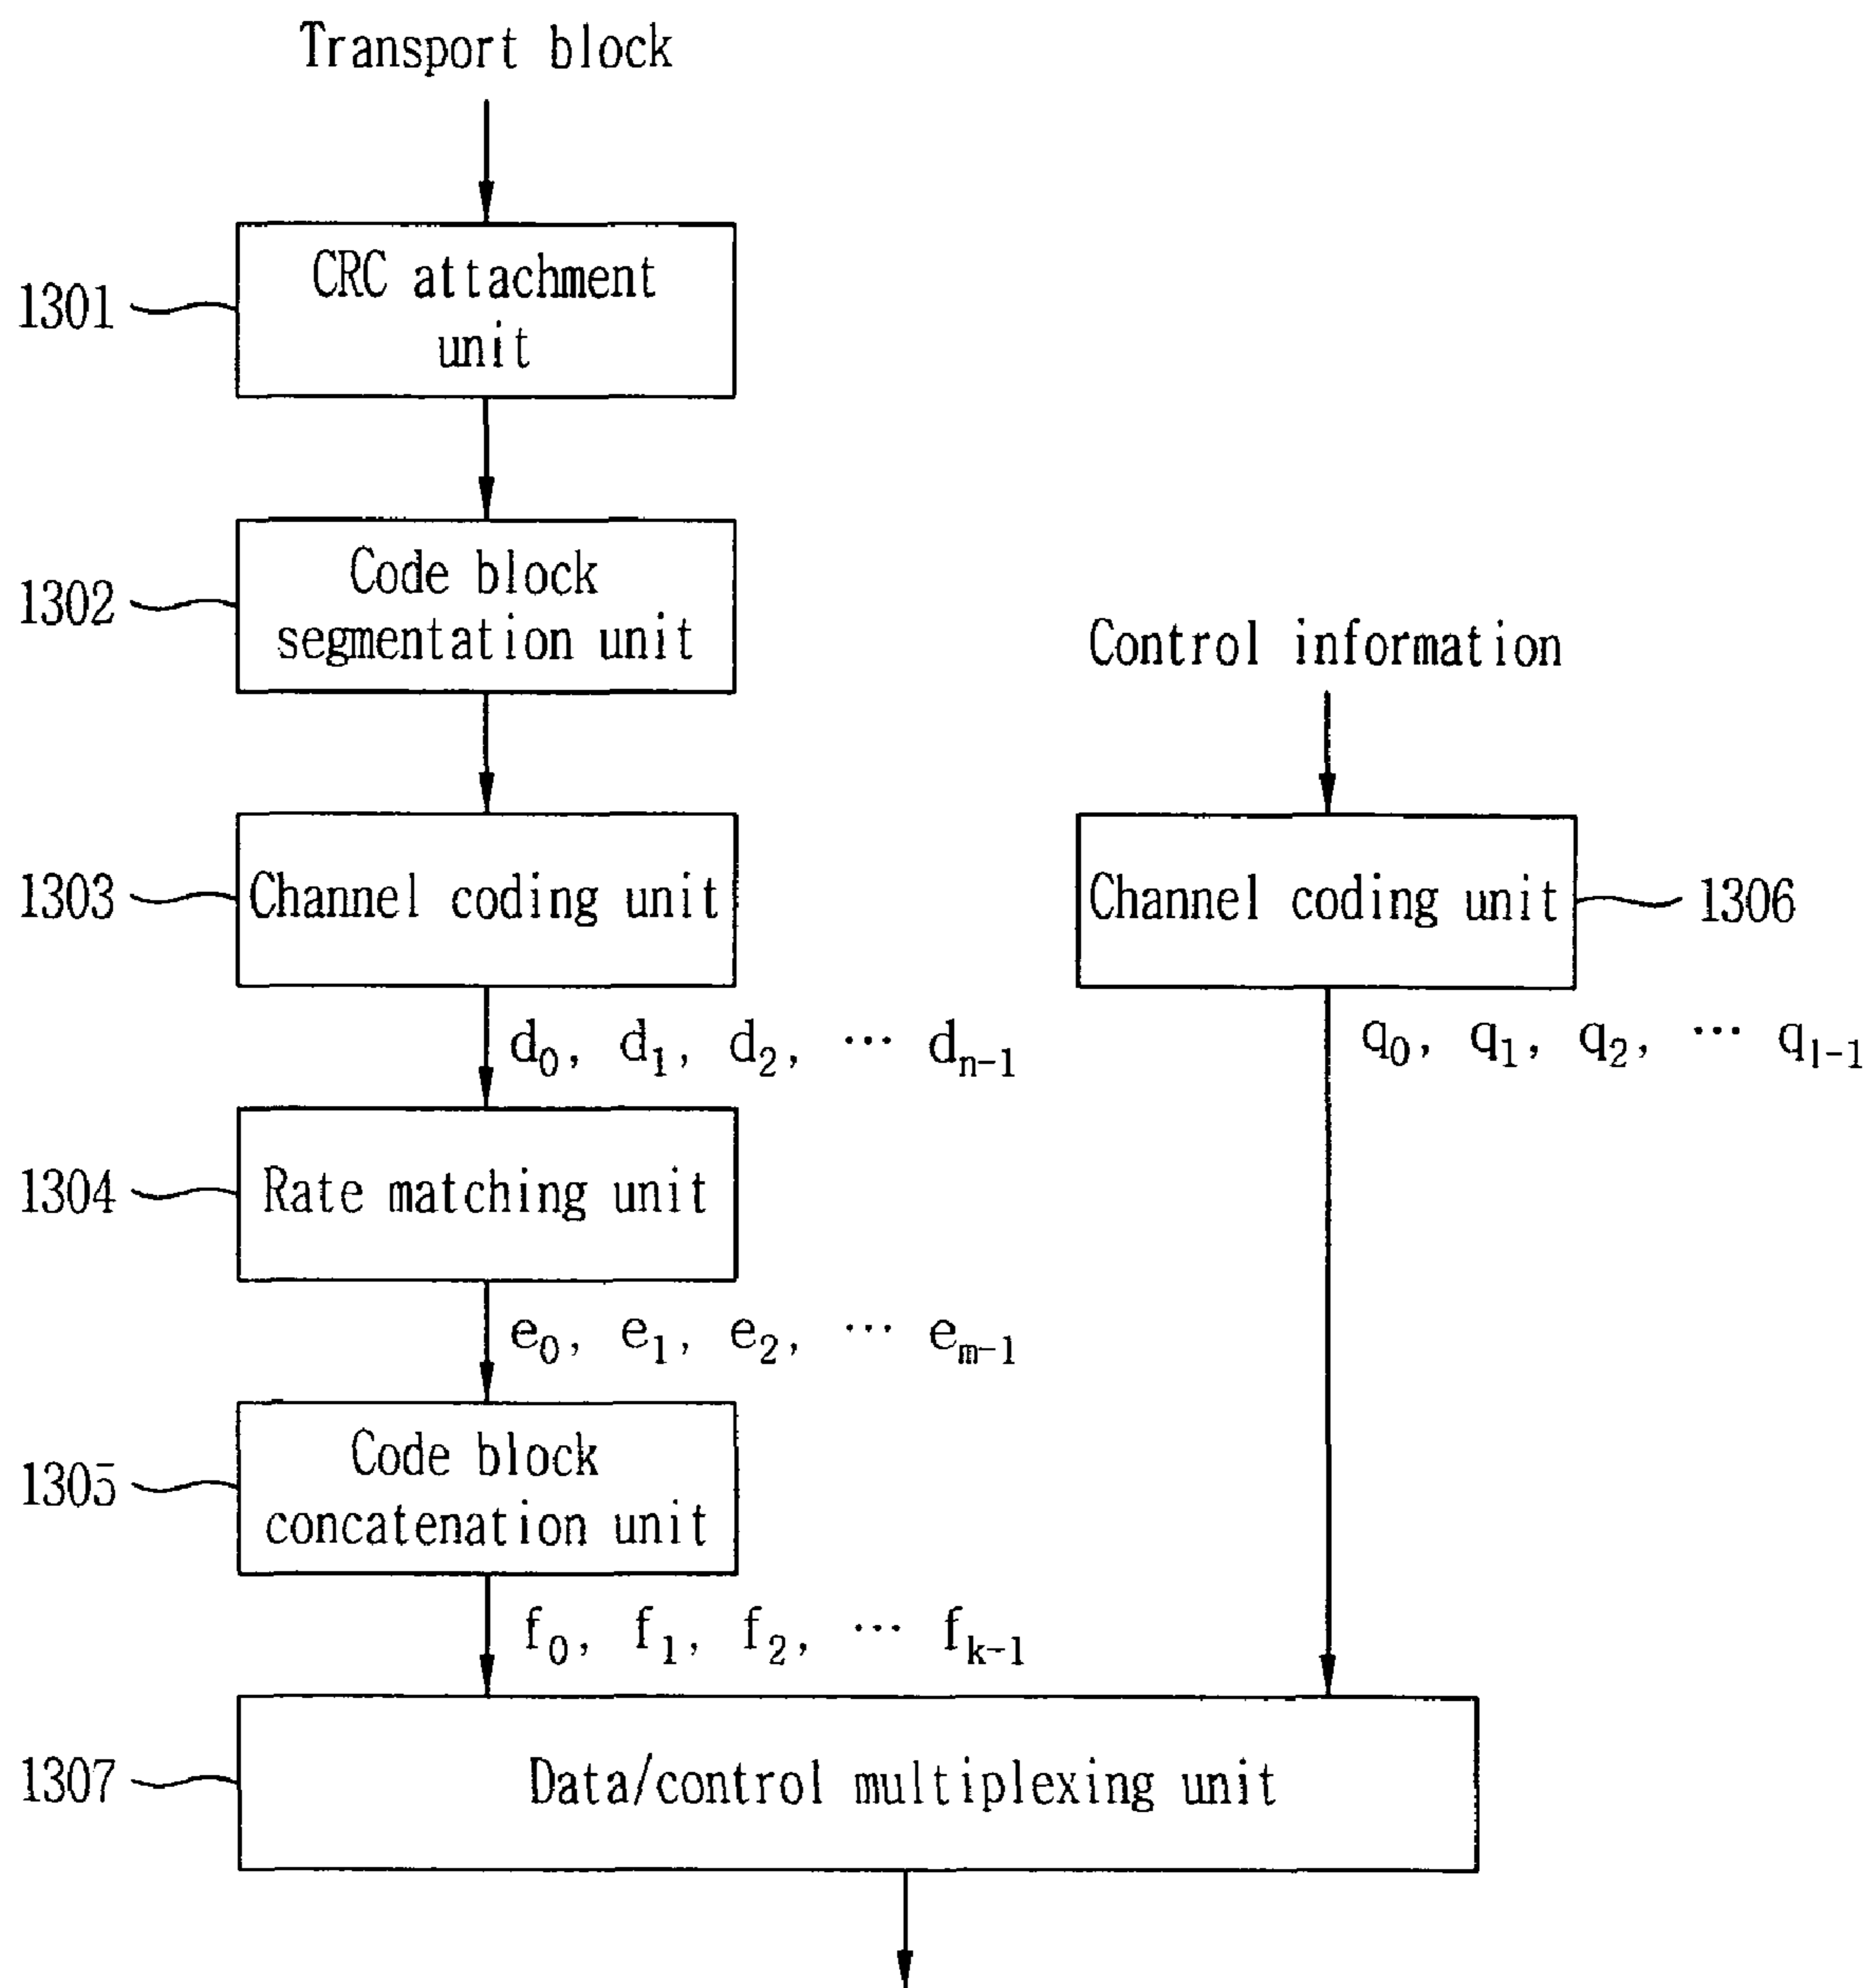 Transport block
CRC attachment
unit
1301
Code block
segmentation unit
1302
Control information
1303
Channel coding unit
Channel coding unit
1306
d₀, d₁, d₂, ··· dₙ₋₁
q₀, q₁, q₂, ··· qₗ₋₁
1304
Rate matching unit
e₀, e₁, e₂, ··· eₘ₋₁
Code block
concatenation unit
1305
f₀, f₁, f₂, ··· fₖ₋₁
1307
Data/control multiplexing unit